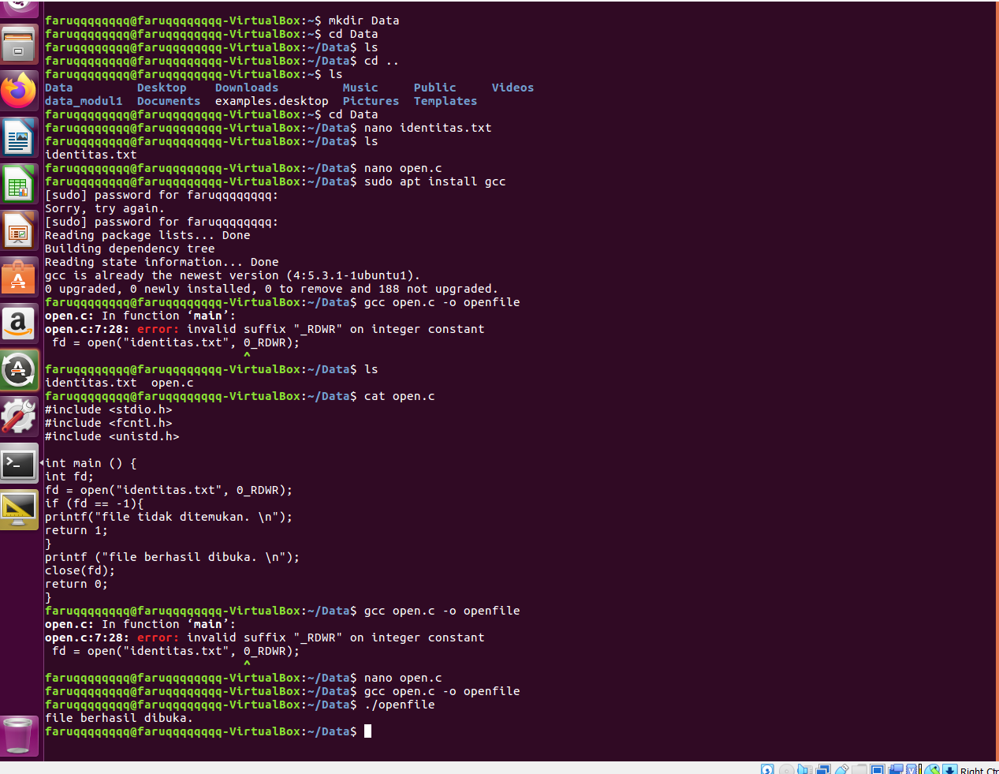 faruqqqqqqqq@faruqqqqqqqq-VirtualBox:~$ mkdir Data
faruqqqqqqqq@faruqqqqqqqq-VirtualBox:~$ cd Data
faruqqqqqqqq@faruqqqqqqqq-VirtualBox:~/Data$ ls
faruqqqqqqqq@faruqqqqqqqq-VirtualBox:~/Data$ cd ..
faruqqqqqqqq@faruqqqqqqqq-VirtualBox:~$ ls
Data         Desktop    Downloads         Music     Public     Videos
data_modul1  Documents  examples.desktop  Pictures  Templates
faruqqqqqqqq@faruqqqqqqqq-VirtualBox:~$ cd Data
faruqqqqqqqq@faruqqqqqqqq-VirtualBox:~/Data$ nano identitas.txt
faruqqqqqqqq@faruqqqqqqqq-VirtualBox:~/Data$ ls
identitas.txt
faruqqqqqqqq@faruqqqqqqqq-VirtualBox:~/Data$ nano open.c
faruqqqqqqqq@faruqqqqqqqq-VirtualBox:~/Data$ sudo apt install gcc
[sudo] password for faruqqqqqqqq:
Sorry, try again.
[sudo] password for faruqqqqqqqq:
Reading package lists... Done
Building dependency tree
Reading state information... Done
gcc is already the newest version (4:5.3.1-1ubuntu1).
0 upgraded, 0 newly installed, 0 to remove and 188 not upgraded.
faruqqqqqqqq@faruqqqqqqqq-VirtualBox:~/Data$ gcc open.c -o openfile
open.c: In function ‘main’:
open.c:7:28: error: invalid suffix "_RDWR" on integer constant
 fd = open("identitas.txt", 0_RDWR);
                            ^
faruqqqqqqqq@faruqqqqqqqq-VirtualBox:~/Data$ ls
identitas.txt  open.c
faruqqqqqqqq@faruqqqqqqqq-VirtualBox:~/Data$ cat open.c
#include <stdio.h>
#include <fcntl.h>
#include <unistd.h>

int main () {
int fd;
fd = open("identitas.txt", 0_RDWR);
if (fd == -1){
printf("file tidak ditemukan. \n");
return 1;
}
printf ("file berhasil dibuka. \n");
close(fd);
return 0;
}
faruqqqqqqqq@faruqqqqqqqq-VirtualBox:~/Data$ gcc open.c -o openfile
open.c: In function ‘main’:
open.c:7:28: error: invalid suffix "_RDWR" on integer constant
 fd = open("identitas.txt", 0_RDWR);
                            ^
faruqqqqqqqq@faruqqqqqqqq-VirtualBox:~/Data$ nano open.c
faruqqqqqqqq@faruqqqqqqqq-VirtualBox:~/Data$ gcc open.c -o openfile
faruqqqqqqqq@faruqqqqqqqq-VirtualBox:~/Data$ ./openfile
file berhasil dibuka.
faruqqqqqqqq@faruqqqqqqqq-VirtualBox:~/Data$
Right